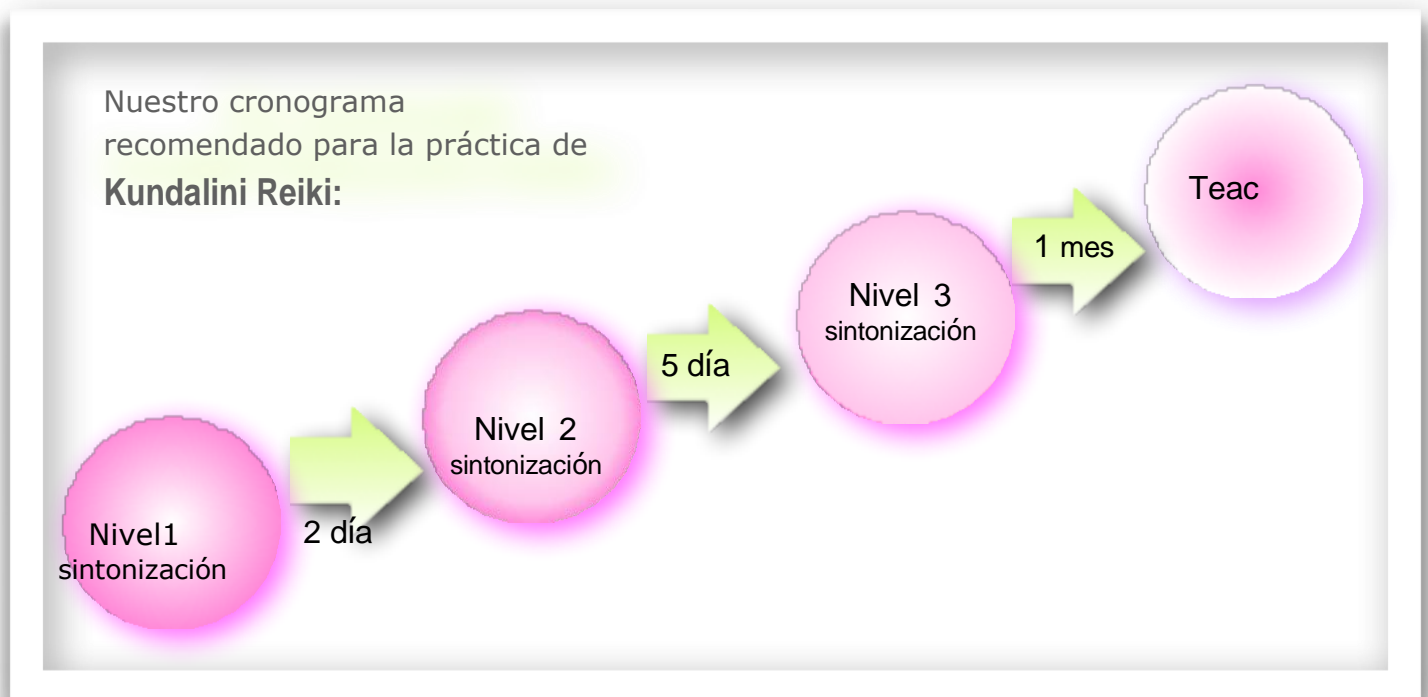 Nuestro cronograma
recomendado para la práctica de
Kundalini Reiki:
Nivel1
sintonización
2 día
Nivel 2
sintonización
5 día
Nivel 3
sintonización
1 mes
Teac